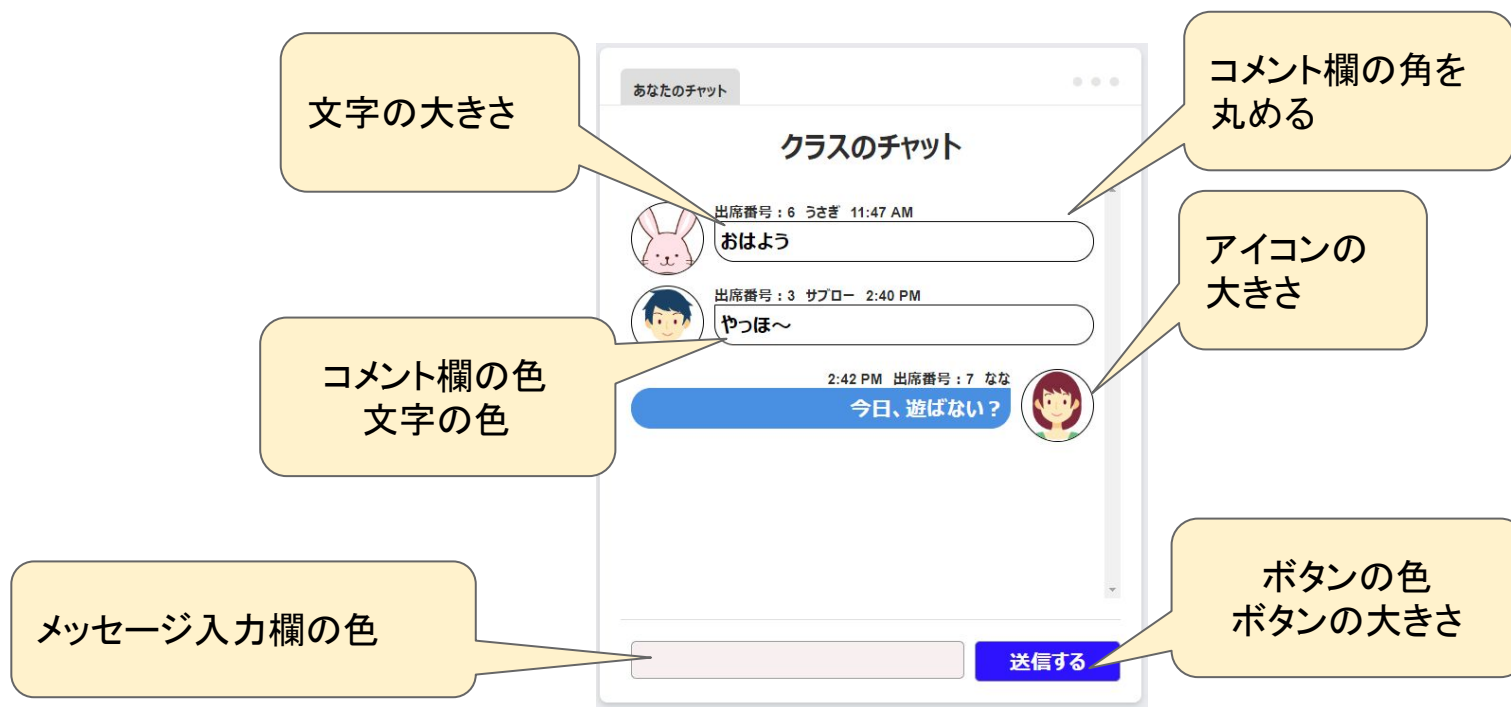 文字の大きさ
コメント欄の角を
丸める
アイコンの
大きさ
コメント欄の色
文字の色
メッセージ入力欄の色
ボタンの色
ボタンの大きさ
あなたのチャット
クラスのチャット
出席番号：6 うさぎ 11:47 AM
おはよう
出席番号：3 サブロー 2:40 PM
やっほ～
2:42 PM 出席番号：7 なな
今日、遊ばない？
送信する